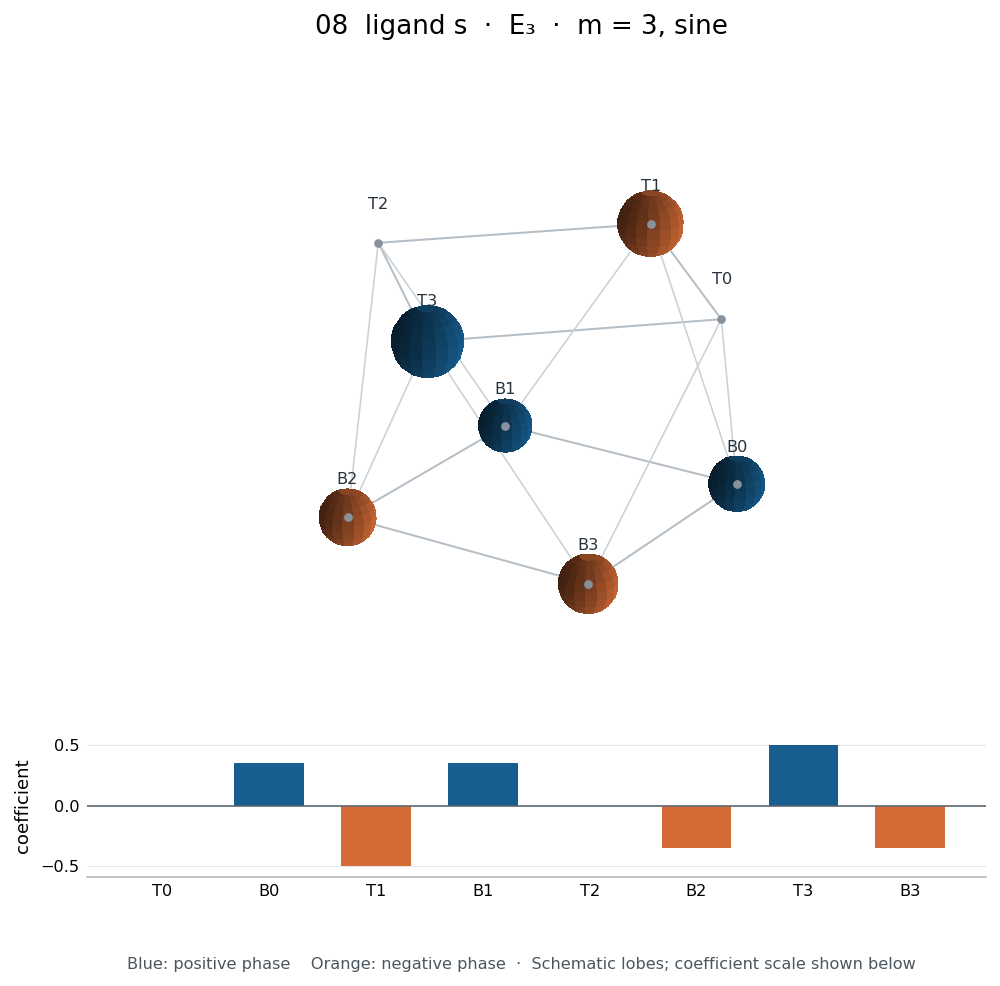 08  ligand s  ·  E₃  ·  m = 3, sine
T1
T2
T0
T3
B1
B0
B2
B3
coefficient
0.5
0.0
−0.5
T0 B0 T1 B1 T2 B2 T3 B3
Blue: positive phase    Orange: negative phase  ·  Schematic lobes; coefficient scale shown below